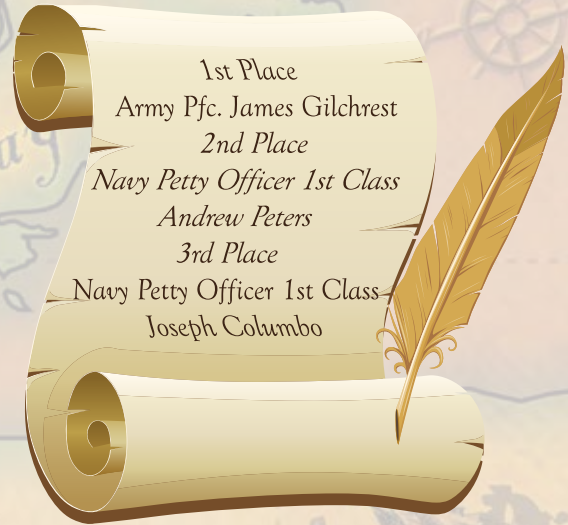 1st Place
Army Pfc. James Gilchrest
2nd Place
Navy Petty Officer 1st Class
Andrew Peters
3rd Place
Navy Petty Officer 1st Class
Joseph Columbo